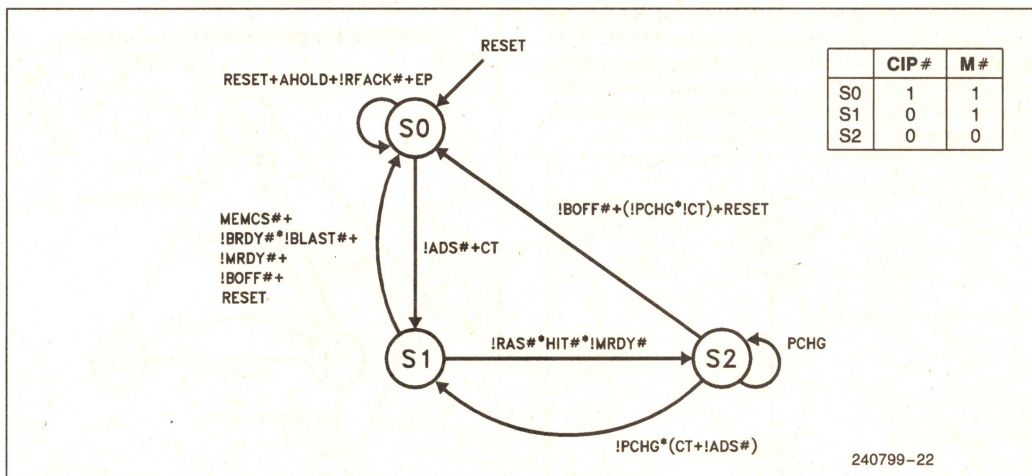 RESET
RESET+AHOLD+!RFACK#+EP
S0
CIP# M#
S0 1 1
S1 0 1
S2 0 0
MEMCS#+
!BRDY#*!BLAST#+
!MRDY#+
!BOFF#+
RESET
!ADS#+CT
!BOFF#+(!PCHG*!CT)+RESET
S1
!RAS#*HIT#*!MRDY#
S2
PCHG
!PCHG*(CT+!ADS#)
240799-22